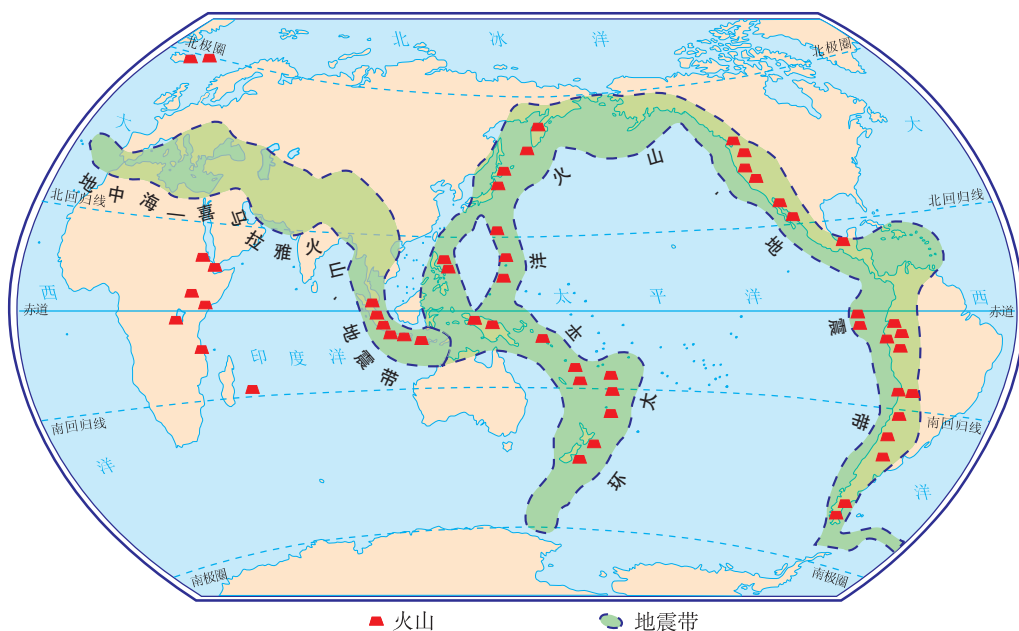 北冰洋
北极圈
北极圈
大西洋
大西洋
地中海—喜马拉雅火山地震带
环太平洋火山地震带
北回归线
北回归线
太平洋
赤道
赤道
印度洋
南回归线
南回归线
南极圈
南极圈
火山
地震带